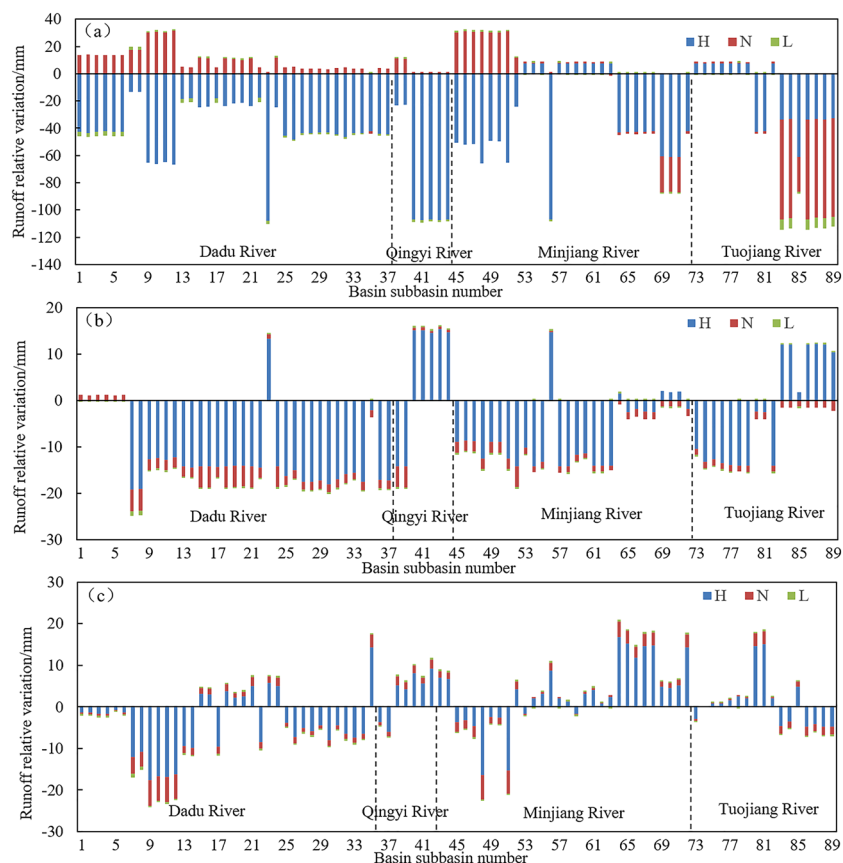 (a)
H N L
Runoff relative variation/mm
40
20
0
-20
-40
-60
-80
-100
-120
-140
Dadu River Qingyi River Minjiang River Tuojiang River
1 5 9 13 17 21 25 29 33 37 41 45 49 53 57 61 65 69 73 77 81 85 89
Basin subbasin number
(b)
H N L
Runoff relative variation/mm
20
10
0
-10
-20
-30
Dadu River Qingyi River Minjiang River Tuojiang River
1 5 9 13 17 21 25 29 33 37 41 45 49 53 57 61 65 69 73 77 81 85 89
Basin subbasin number
(c)
H N L
Runoff relative variation/mm
30
20
10
0
-10
-20
-30
Dadu River Qingyi River Minjiang River Tuojiang River
1 5 9 13 17 21 25 29 33 37 41 45 49 53 57 61 65 69 73 77 81 85 89
Basin subbasin number